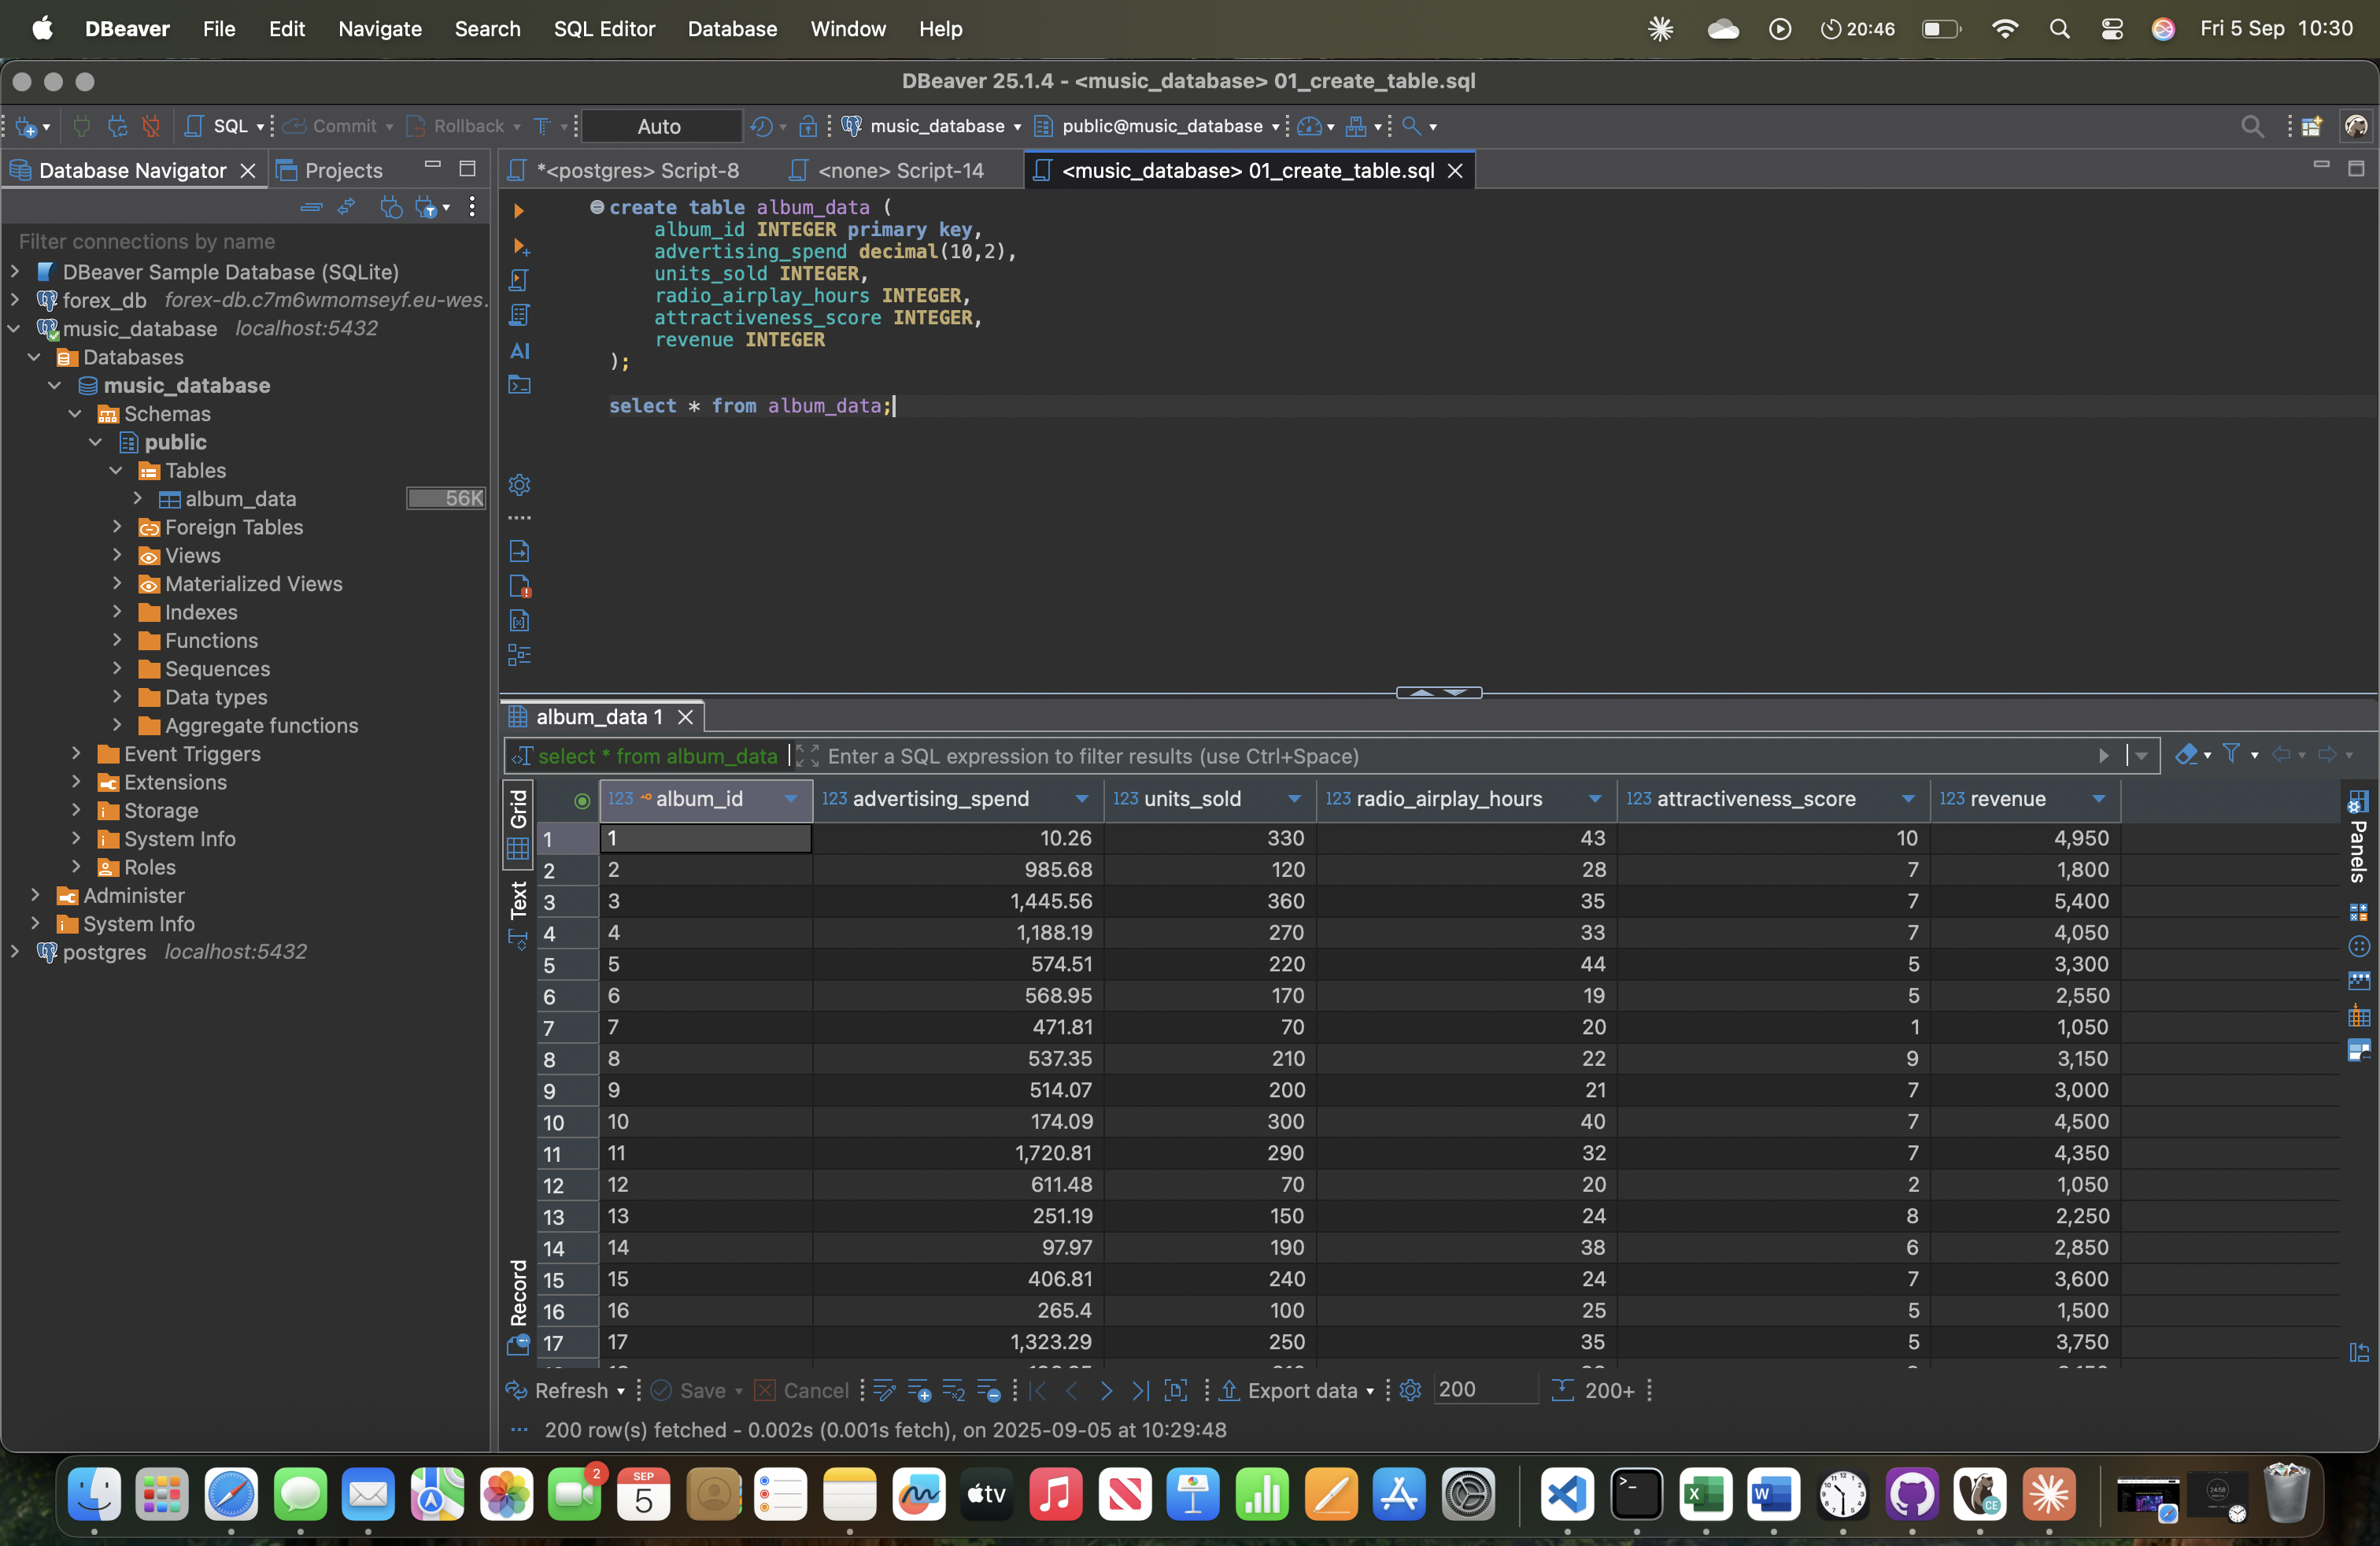 DBeaver File Edit Navigate Search SQL Editor Database Window Help 20:46 Fri 5 Sep 10:30
DBeaver 25.1.4 - <music_database> 01_create_table.sql
SQL Commit Rollback T Auto music_database public@music_database
Database Navigator Projects
Filter connections by name
DBeaver Sample Database (SQLite)
forex_db forex-db.c7m6wmomseyf.eu-wes.
music_database localhost:5432
Databases
music_database
Schemas
public
Tables
album_data 56K
Foreign Tables
Views
Materialized Views
Indexes
Functions
Sequences
Data types
Aggregate functions
Event Triggers
Extensions
Storage
System Info
Roles
Administer
System Info
postgres localhost:5432
*<postgres> Script-8 <none> Script-14 <music_database> 01_create_table.sql
AI
create table album_data (
album_id INTEGER primary key,
advertising_spend decimal(10,2),
units_sold INTEGER,
radio_airplay_hours INTEGER,
attractiveness_score INTEGER,
revenue INTEGER
);
select * from album_data;
album_data 1
select * from album_data Enter a SQL expression to filter results (use Ctrl+Space)
Grid
Text
Record
123 album_id 123 advertising_spend 123 units_sold 123 radio_airplay_hours 123 attractiveness_score 123 revenue
1 1 10.26 330 43 10 4,950
2 2 985.68 120 28 7 1,800
3 3 1,445.56 360 35 7 5,400
4 4 1,188.19 270 33 7 4,050
5 5 574.51 220 44 5 3,300
6 6 568.95 170 19 5 2,550
7 7 471.81 70 20 1 1,050
8 8 537.35 210 22 9 3,150
9 9 514.07 200 21 7 3,000
10 10 174.09 300 40 7 4,500
11 11 1,720.81 290 32 7 4,350
12 12 611.48 70 20 2 1,050
13 13 251.19 150 24 8 2,250
14 14 97.97 190 38 6 2,850
15 15 406.81 240 24 7 3,600
16 16 265.4 100 25 5 1,500
17 17 1,323.29 250 35 5 3,750
Panels
Refresh Save Cancel Export data 200 200+
200 row(s) fetched - 0.002s (0.001s fetch), on 2025-09-05 at 10:29:48
2
SEP
5
tv
X
W
CE
24:58